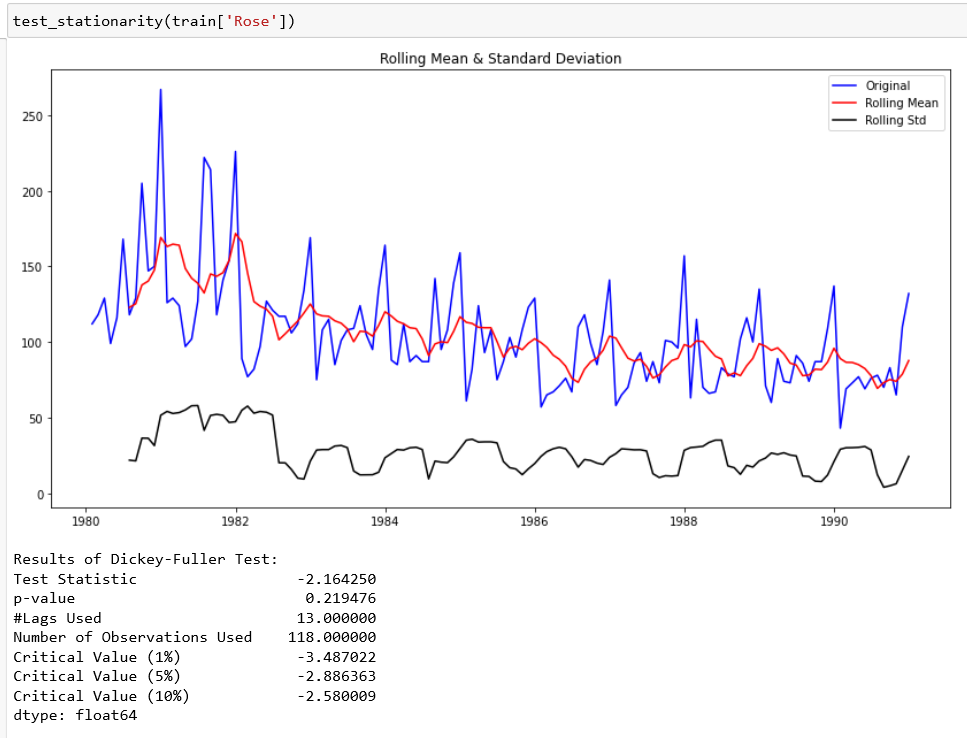 test_stationarity(train['Rose'])
Rolling Mean & Standard Deviation
Original
Rolling Mean
Rolling Std
250
200
150
100
50
0
1980 1982 1984 1986 1988 1990
Results of Dickey-Fuller Test:
Test Statistic -2.164250
p-value 0.219476
#Lags Used 13.000000
Number of Observations Used 118.000000
Critical Value (1%) -3.487022
Critical Value (5%) -2.886363
Critical Value (10%) -2.580009
dtype: float64